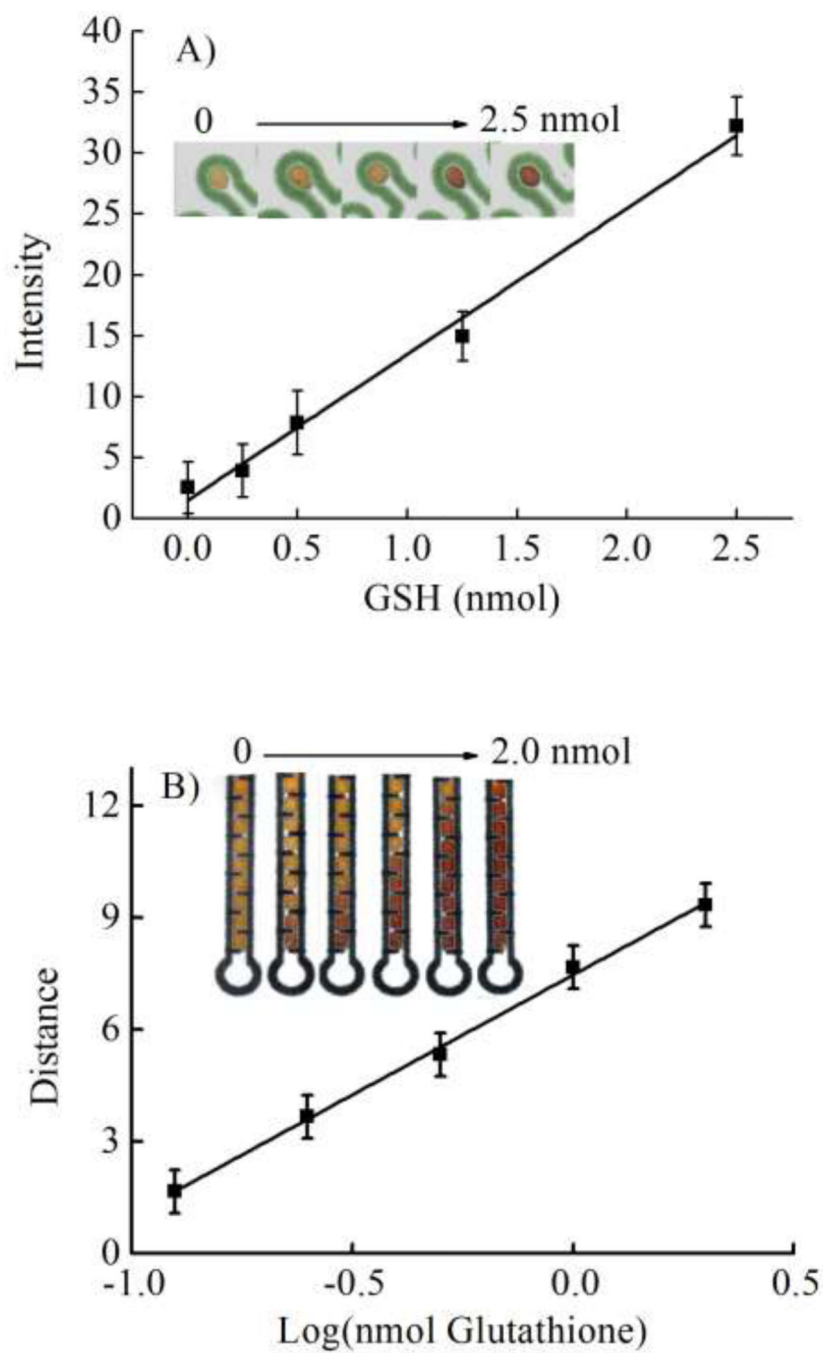 40
A)
35
0 2.5 nmol
30
25
20
15
10
5
0
Intensity
0.0 0.5 1.0 1.5 2.0 2.5
GSH (nmol)
0 2.0 nmol
B)
12
9
6
3
0
Distance
-1.0 -0.5 0.0 0.5
Log(nmol Glutathione)